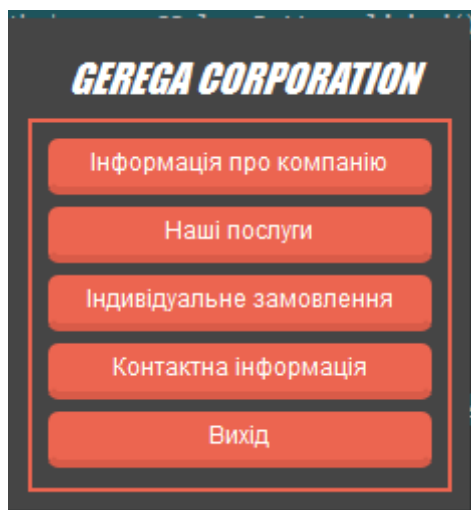 GEREGA CORPORATION
Інформація про компанію
Наші послуги
Індивідуальне замовлення
Контактна інформація
Вихід